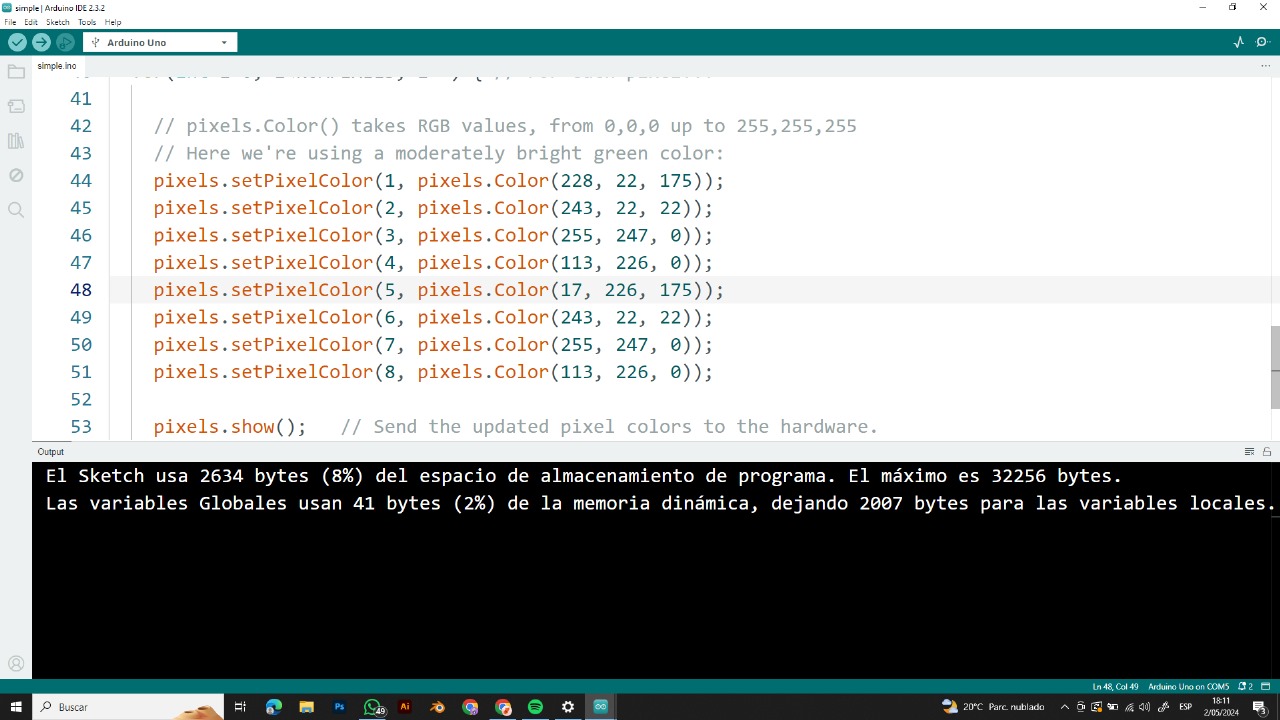 simple | Arduino IDE 2.3.2
File Edit Sketch Tools Help
Arduino Uno
simple.ino
41
42 // pixels.Color() takes RGB values, from 0,0,0 up to 255,255,255
43 // Here we're using a moderately bright green color:
44 pixels.setPixelColor(1, pixels.Color(228, 22, 175));
45 pixels.setPixelColor(2, pixels.Color(243, 22, 22));
46 pixels.setPixelColor(3, pixels.Color(255, 247, 0));
47 pixels.setPixelColor(4, pixels.Color(113, 226, 0));
48 pixels.setPixelColor(5, pixels.Color(17, 226, 175));
49 pixels.setPixelColor(6, pixels.Color(243, 22, 22));
50 pixels.setPixelColor(7, pixels.Color(255, 247, 0));
51 pixels.setPixelColor(8, pixels.Color(113, 226, 0));
52
53 pixels.show(); // Send the updated pixel colors to the hardware.
Output
El Sketch usa 2634 bytes (8%) del espacio de almacenamiento de programa. El máximo es 32256 bytes.
Las variables Globales usan 41 bytes (2%) de la memoria dinámica, dejando 2007 bytes para las variables locales.
Ln 48, Col 49 Arduino Uno on COM5 2
Buscar
Ps
49
Ai
20°C Parc. nublado
ESP
18:11
2/05/2024
3